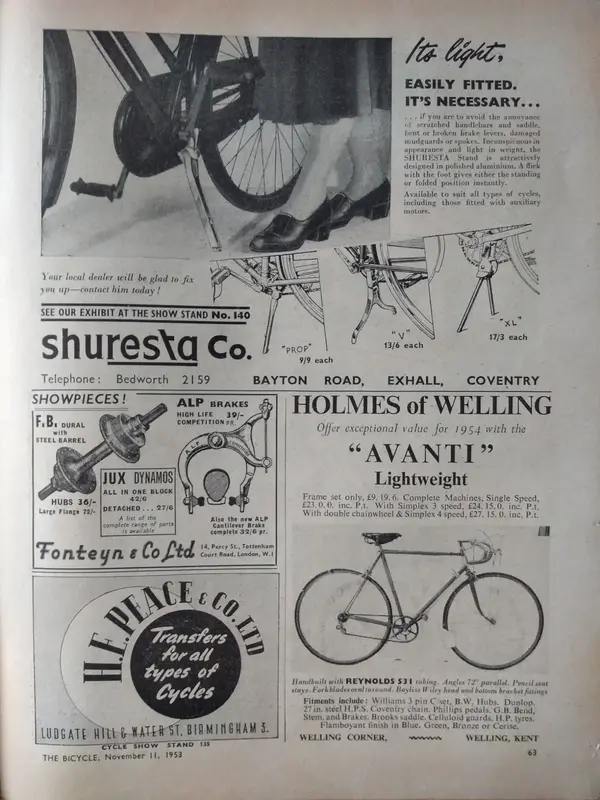 Its light,
EASILY FITTED.
IT'S NECESSARY...
... if you are to avoid the annoyance
of scratched handlebars and saddle,
bent or broken brake levers, damaged
mudguards or spokes. Inconspicuous in
appearance and light in weight, the
SHURESTA Stand is attractively
designed in polished aluminium. A flick
with the foot gives either the standing
or folded position instantly.
Available to suit all types of cycles,
including those fitted with auxiliary
motors.
Your local dealer will be glad to fix
you up—contact him today!
SEE OUR EXHIBIT AT THE SHOW STAND No. 140
shuresta Co.
"PROP"
9/9 each
"V"
13/6 each
"XL"
17/3 each
Telephone: Bedworth 2159 BAYTON ROAD, EXHALL, COVENTRY
SHOWPIECES!
F.B. DURAL
with
STEEL BARREL
HUBS 36/-
Large Flange 72/-
ALP BRAKES
HIGH LIFE 39/-
COMPETITION PR.
JUX DYNAMOS
ALL IN ONE BLOCK
42/6
DETACHED ... 27/6
A list of the
complete range of parts
is available
Also the new ALP
Cantilever Brake
complete 32/6 pr.
Fonteyn & Co Ltd
14, Percy St., Tottenham
Court Road, London, W.1
H.F. PEACE & CO. LTD
Transfers
for all
types of
Cycles
LUDGATE HILL & WATER ST. BIRMINGHAM 3.
CYCLE SHOW STAND 135
HOLMES of WELLING
Offer exceptional value for 1954 with the
"AVANTI"
Lightweight
Frame set only, £9.19.6. Complete Machines, Single Speed,
£23.0.0. inc. P.t. With Simplex 3 speed, £24.15.0. inc. P.t.
With double chainwheel & Simplex 4 speed, £27.15.0. inc. P.t.
Handbuilt with REYNOLDS 531 tubing. Angles 72° parallel. Pencil seat
stays. Fork blades oval to round. Bayliss Wiley head and bottom bracket fittings
Fitments include: Williams 3 pin C'set, B.W. Hubs. Dunlop.
27 in. steel H.P.S. Coventry chain. Phillips pedals. G.B. Bend,
Stem, and Brakes. Brooks saddle. Celluloid guards. H.P. tyres.
Flamboyant finish in Blue, Green, Bronze or Cerise.
WELLING CORNER, WELLING, KENT
THE BICYCLE, November 11, 1953
63